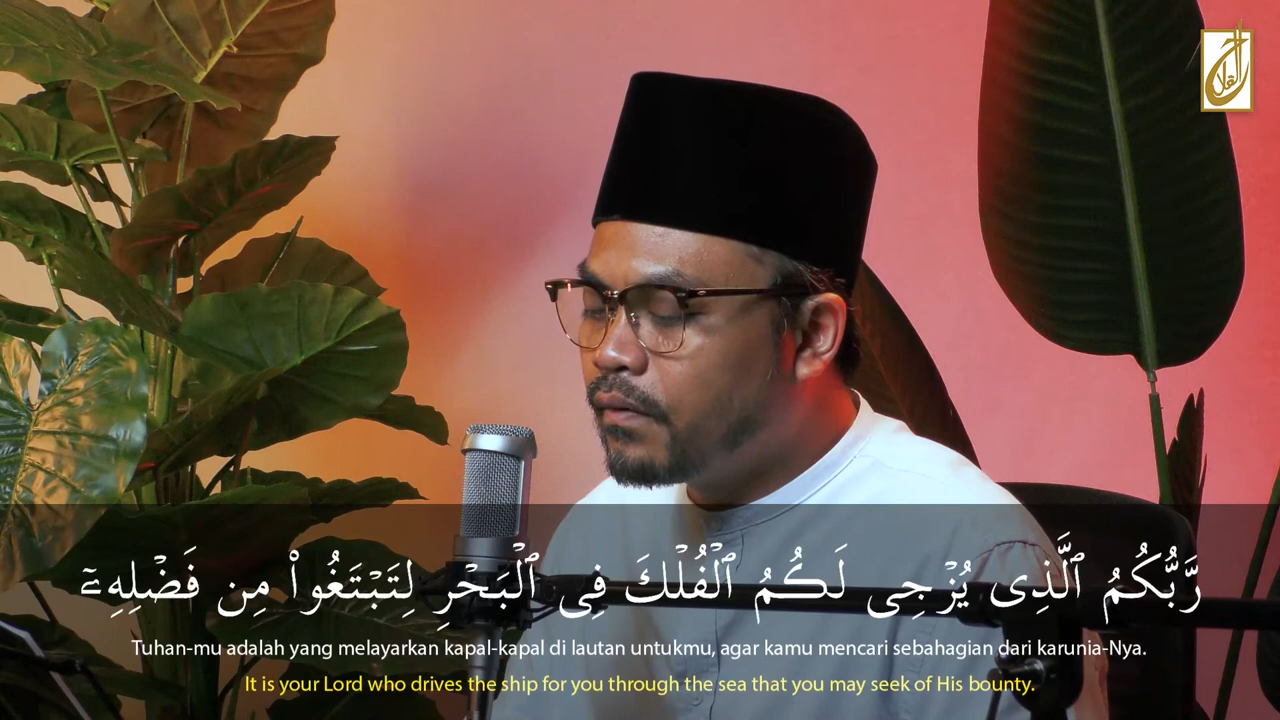 رَّبُّكُمُ ٱلَّذِى يُزْجِى لَكُمُ ٱلْفُلْكَ فِى ٱلْبَحْرِ لِتَبْتَغُوا۟ مِن فَضْلِهِۦٓ
Tuhan-mu adalah yang melayarkan kapal-kapal di lautan untukmu, agar kamu mencari sebahagian dari karunia-Nya.
It is your Lord who drives the ship for you through the sea that you may seek of His bounty.